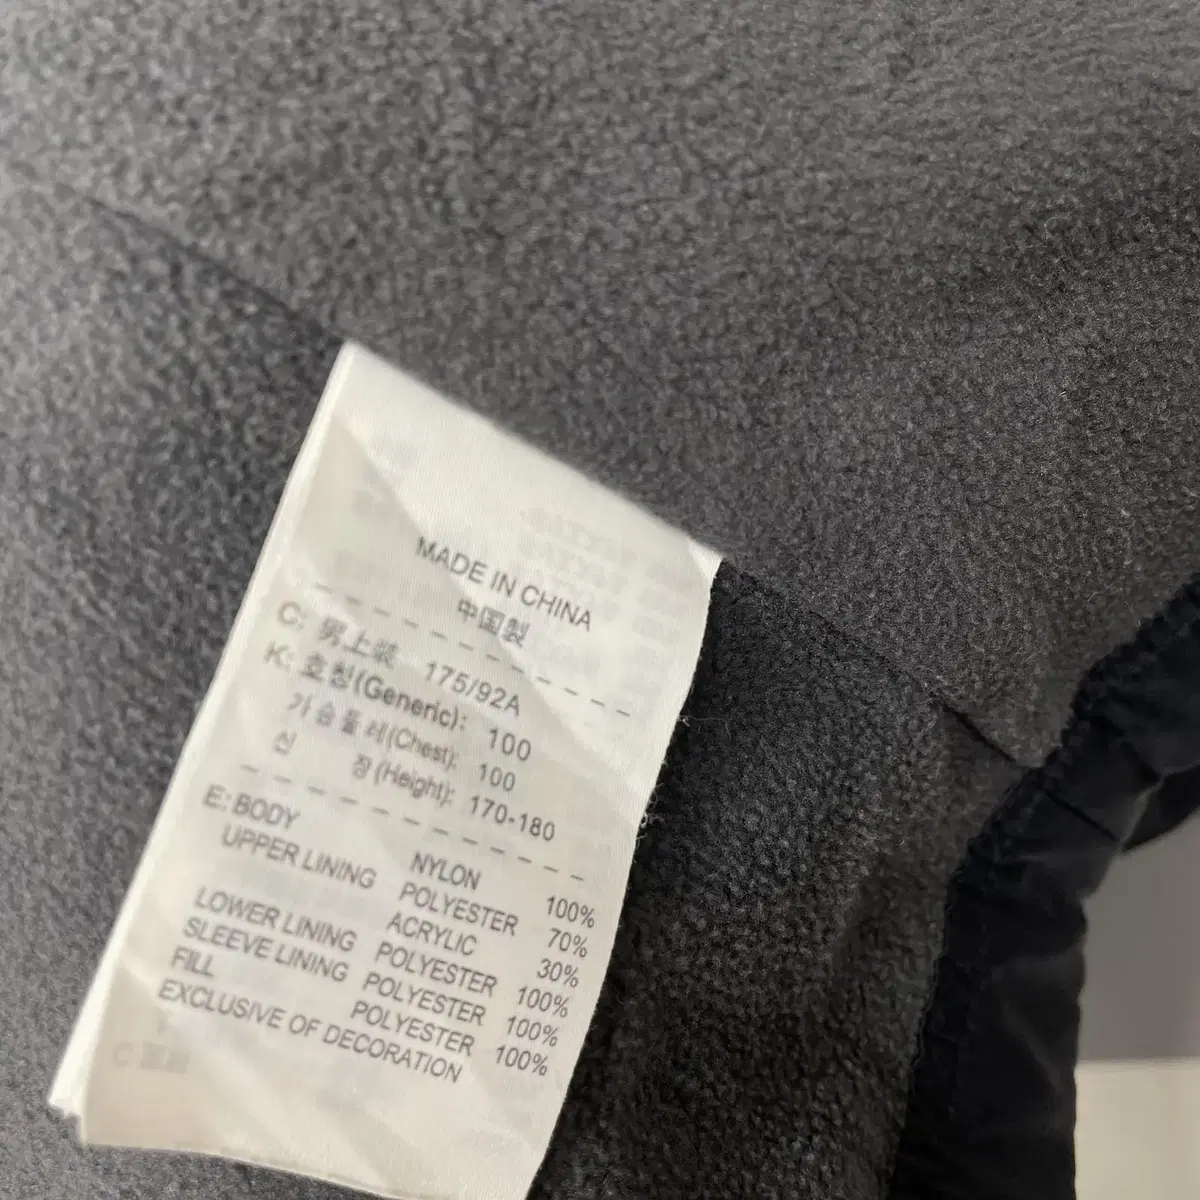 MADE IN CHINA
中国製
C: 男上装 175/92A
K: 호칭(Generic): 100
가슴둘레(Chest): 100
신 장(Height): 170-180
E: BODY NYLON 100%
UPPER LINING POLYESTER 70%
ACRYLIC 30%
LOWER LINING POLYESTER 100%
SLEEVE LINING POLYESTER 100%
FILL POLYESTER 100%
EXCLUSIVE OF DECORATION